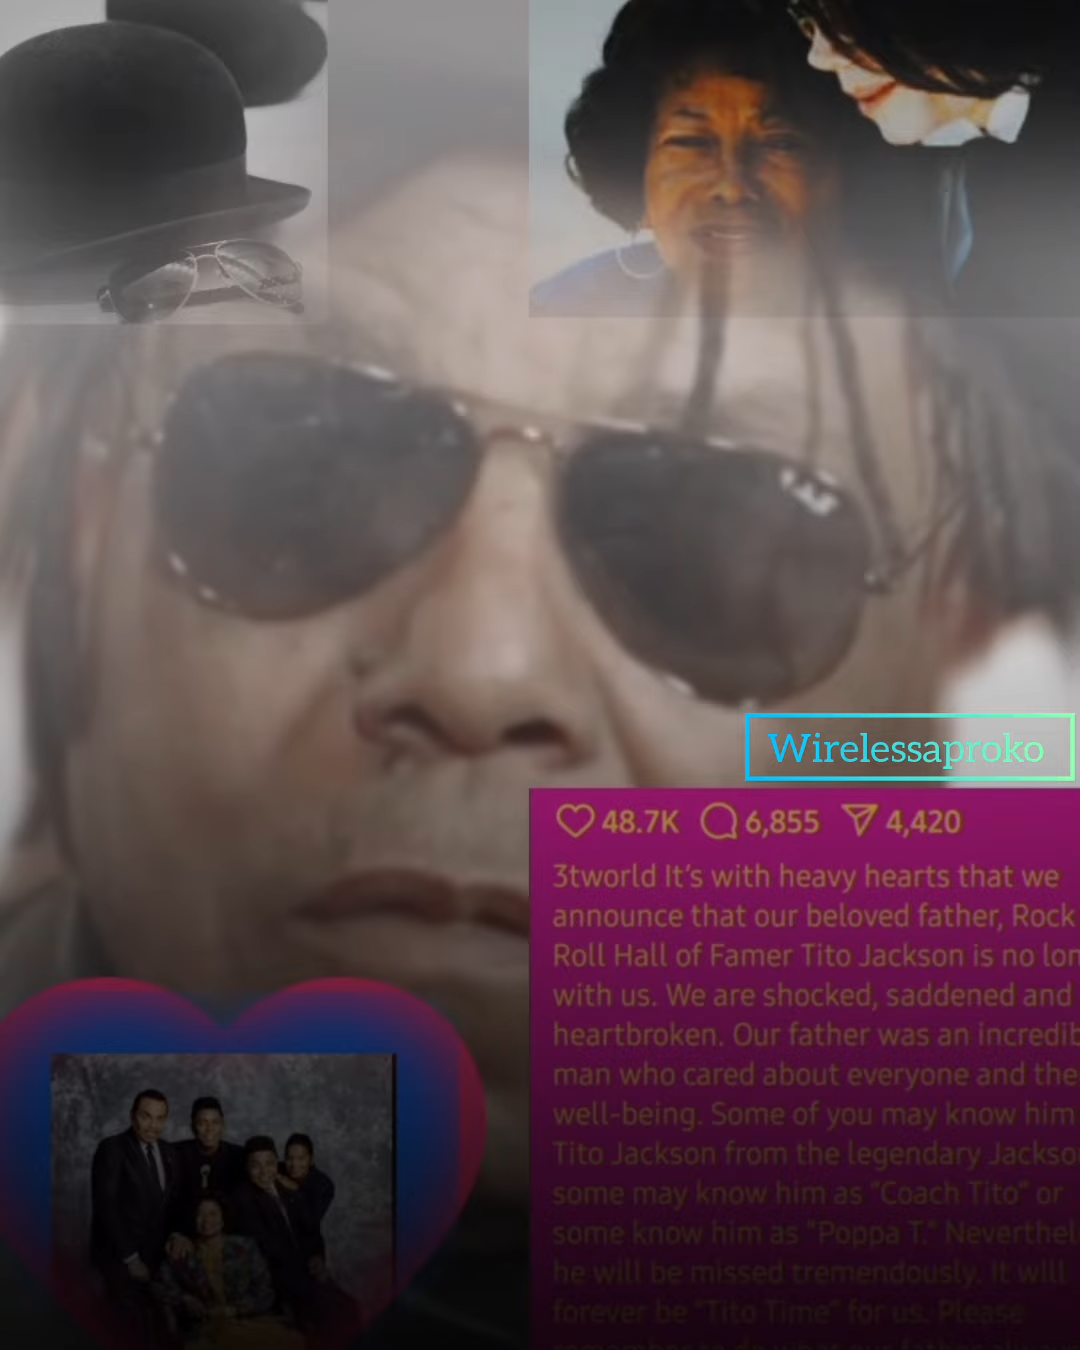 Wirelessaproko
48.7K 6,855 4,420
3tworld It's with heavy hearts that we
announce that our beloved father, Rock
Roll Hall of Famer Tito Jackson is no lon
with us. We are shocked, saddened and
heartbroken. Our father was an incredib
man who cared about everyone and the
well-being. Some of you may know him
Tito Jackson from the legendary Jackso
some may know him as "Coach Tito" or
some know him as "Poppa T." Neverthel
he will be missed tremendously. It will
forever be "Tito Time" for us. Please